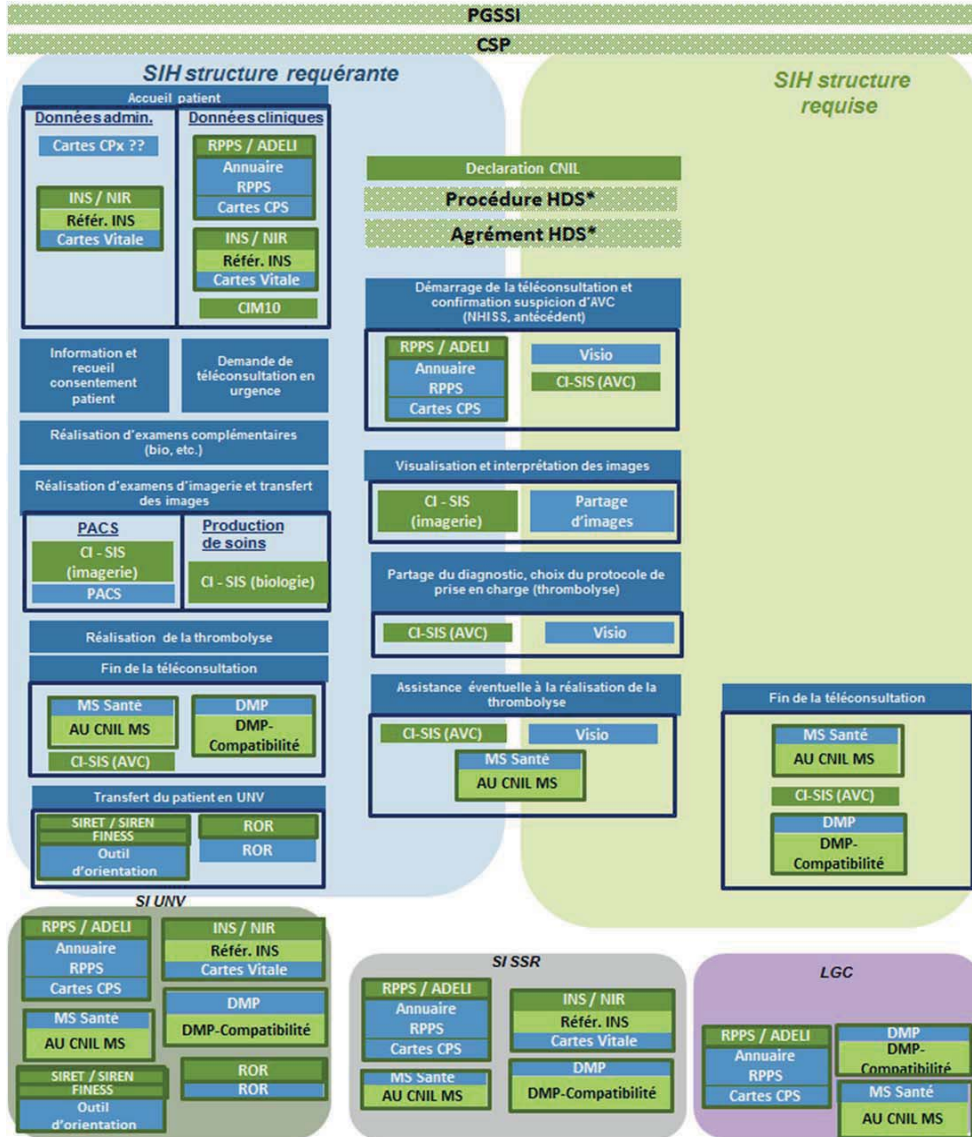 PGSSI
CSP
SIH structure requérante
Accueil patient
Données admin.
Cartes CPx ??
INS / NIR
Référ. INS
Cartes Vitale
Données cliniques
RPPS / ADELI
Annuaire
RPPS
Cartes CPS
INS / NIR
Référ. INS
Cartes Vitale
CIM10
Information et
recueil
consentement
patient
Demande de
téléconsultation en
urgence
Réalisation d'examens complémentaires
(bio, etc.)
Réalisation d'examens d'imagerie et transfert
des images
PACS
CI - SIS
(imagerie)
PACS
Production
de soins
CI - SIS (biologie)
Réalisation de la thrombolyse
Fin de la téléconsultation
MS Santé
AU CNIL MS
CI-SIS (AVC)
DMP
DMP-
Compatibilité
Transfert du patient en UNV
SIRET / SIREN
FINESS
Outil
d'orientation
ROR
ROR
Declaration CNIL
Procédure HDS*
Agrément HDS*
Démarrage de la téléconsultation et
confirmation suspicion d'AVC
(NHISS, antécédent)
RPPS / ADELI
Annuaire
RPPS
Cartes CPS
Visio
CI-SIS (AVC)
Visualisation et interprétation des images
CI - SIS
(imagerie)
Partage
d'images
Partage du diagnostic, choix du protocole de
prise en charge (thrombolyse)
CI-SIS (AVC)
Visio
Assistance éventuelle à la réalisation de la
thrombolyse
CI-SIS (AVC)
Visio
MS Santé
AU CNIL MS
SIH structure
requise
Fin de la téléconsultation
MS Santé
AU CNIL MS
CI-SIS (AVC)
DMP
DMP-
Compatibilité
SI UNV
RPPS / ADELI
Annuaire
RPPS
Cartes CPS
MS Santé
AU CNIL MS
SIRET / SIREN
FINESS
Outil
d'orientation
INS / NIR
Référ. INS
Cartes Vitale
DMP
DMP-Compatibilité
ROR
ROR
SI SSR
RPPS / ADELI
Annuaire
RPPS
Cartes CPS
MS Santé
AU CNIL MS
INS / NIR
Référ. INS
Cartes Vitale
DMP
DMP-Compatibilité
LGC
RPPS / ADELI
Annuaire
RPPS
Cartes CPS
DMP
DMP-
Compatibilité
MS Santé
AU CNIL MS